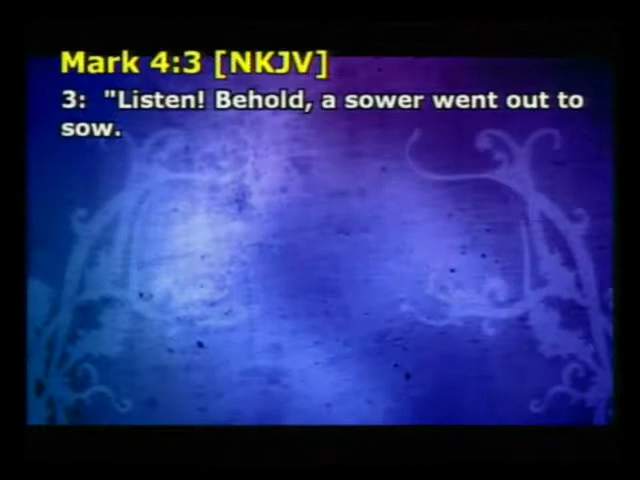 Mark 4:3 [NKJV]
3:  "Listen! Behold, a sower went out to
sow.